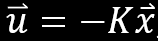 u⃗ = −Kx⃗